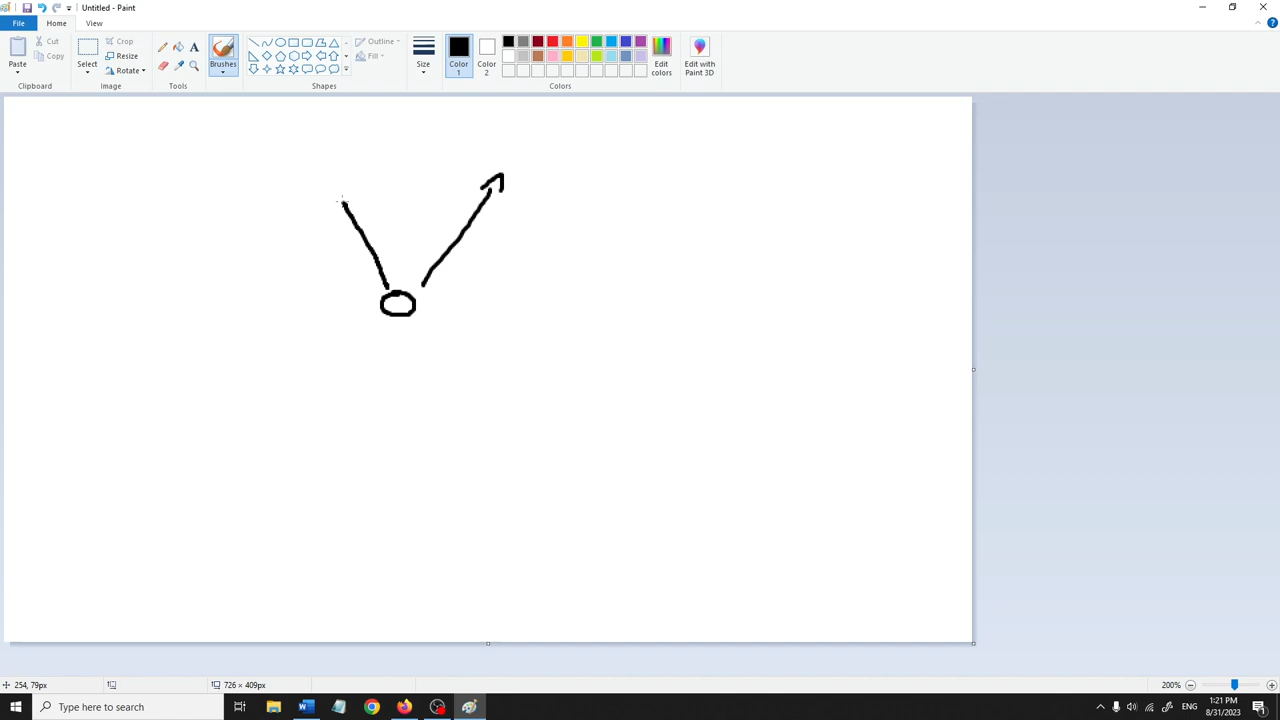 Untitled - Paint
File Home View
Paste
Cut
Copy
Clipboard
Select
Crop
Resize
Rotate
Image
A
Tools
Brushes
Outline
Fill
Shapes
Size
Color 1
Color 2
Edit colors
Edit with Paint 3D
Colors
254, 79px
726 × 409px
200%
Type here to search
ENG
1:21 PM
8/31/2023
1